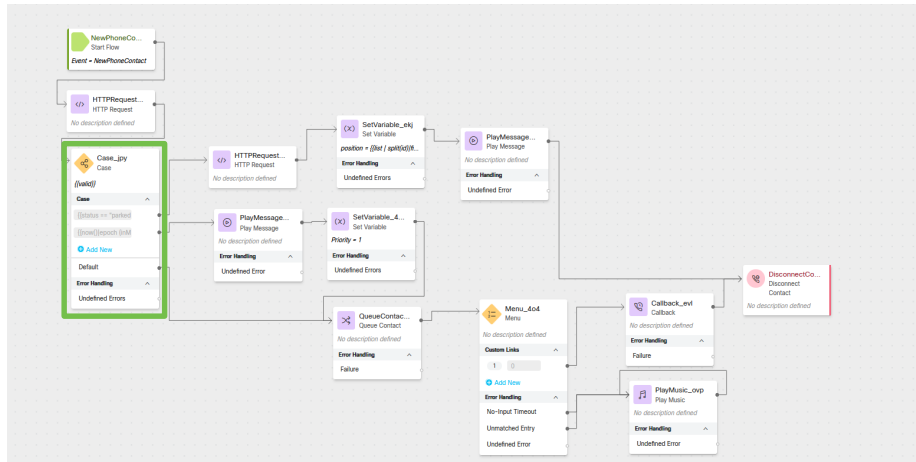 NewPhoneCo...
Start Flow
Event = NewPhoneContact
HTTPRequest...
HTTP Request
No description defined
Case_jpy
Case
{{valid}}
Case
{{status == "parked
{{now()|epoch (inM
Add New
Default
Error Handling
Undefined Errors
HTTPRequest...
HTTP Request
No description defined
SetVariable_ekj
Set Variable
position = {{list | split(id)|fi...
Error Handling
Undefined Errors
PlayMessage...
Play Message
No description defined
Error Handling
Undefined Error
PlayMessage...
Play Message
No description defined
Error Handling
Undefined Error
SetVariable_4...
Set Variable
Priority = 1
Error Handling
Undefined Errors
QueueContac...
Queue Contact
No description defined
Error Handling
Failure
Menu_4o4
Menu
No description defined
Custom Links
1 0
Add New
Error Handling
No-Input Timeout
Unmatched Entry
Undefined Error
Callback_evl
Callback
No description defined
Error Handling
Failure
PlayMusic_ovp
Play Music
No description defined
Error Handling
Undefined Error
DisconnectCo...
Disconnect
Contact
No description defined